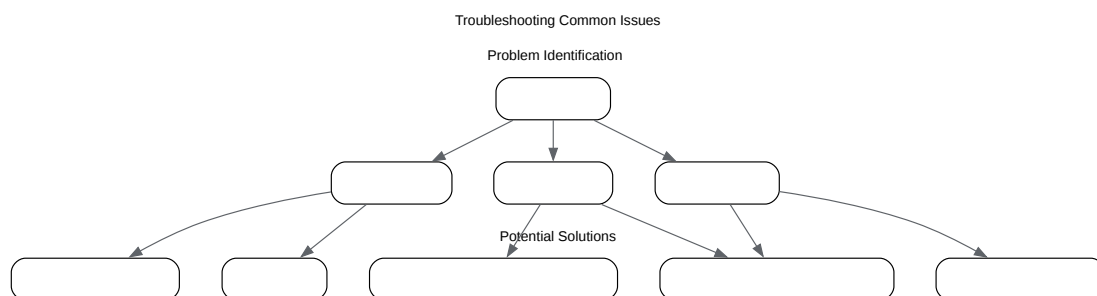 Troubleshooting Common Issues
Problem Identification
Potential Solutions